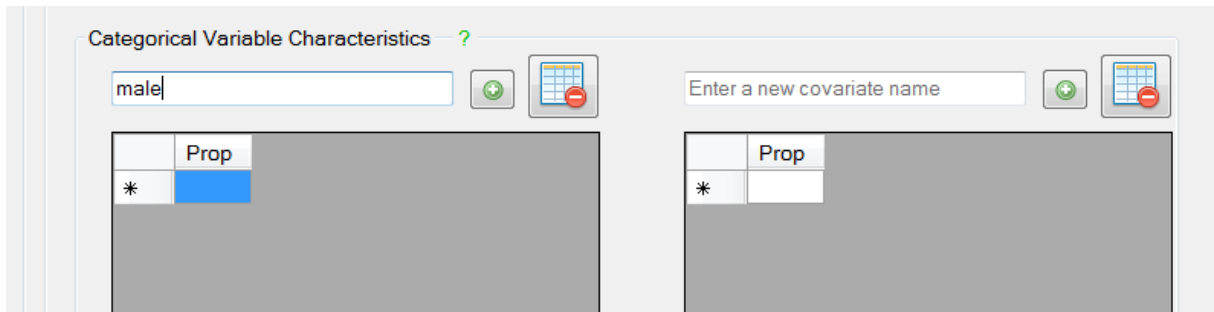 Categorical Variable Characteristics ?
male Enter a new covariate name
Prop Prop
* *